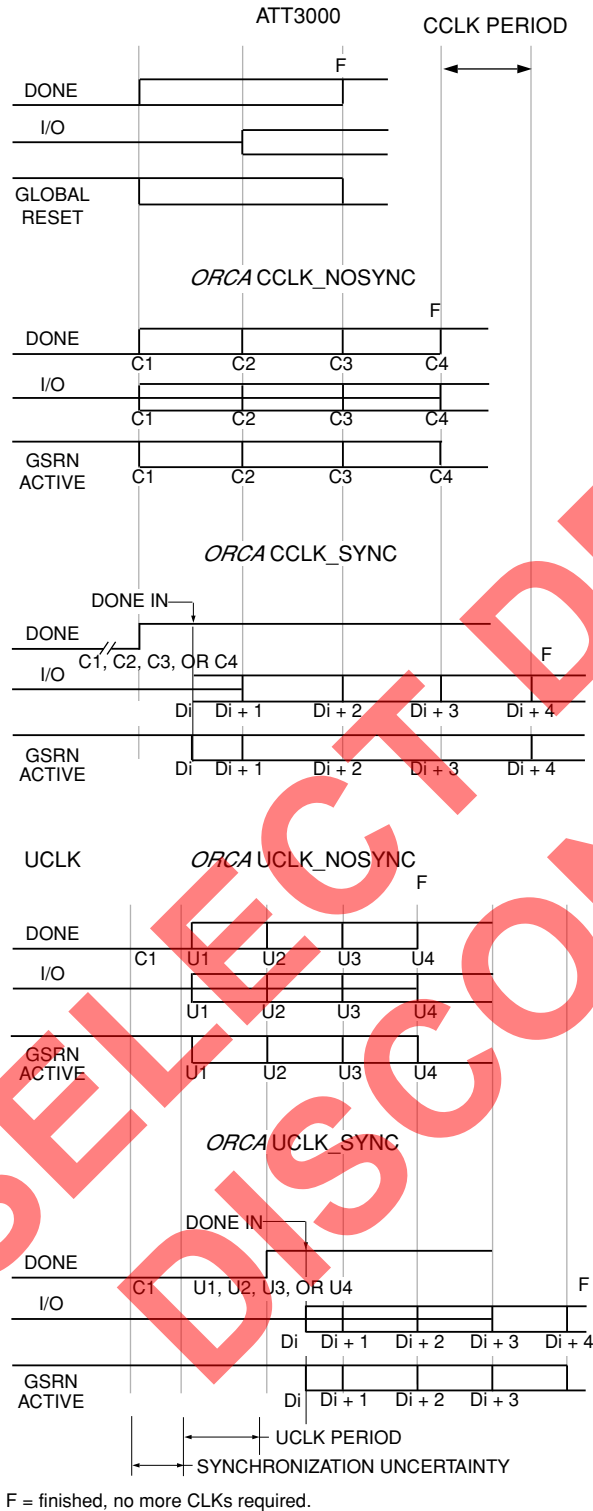 ATT3000
CCLK PERIOD
F
DONE
I/O
GLOBAL
RESET
ORCA CCLK_NOSYNC
F
DONE
C1 C2 C3 C4
I/O
C1 C2 C3 C4
GSRN
ACTIVE
C1 C2 C3 C4
ORCA CCLK_SYNC
DONE IN
DONE
C1, C2, C3, OR C4
F
I/O
Di Di + 1 Di + 2 Di + 3 Di + 4
GSRN
ACTIVE
Di Di + 1 Di + 2 Di + 3 Di + 4
UCLK
ORCA UCLK_NOSYNC
F
DONE
C1 U1 U2 U3 U4
I/O
U1 U2 U3 U4
GSRN
ACTIVE
U1 U2 U3 U4
ORCA UCLK_SYNC
DONE IN
DONE
C1 U1, U2, U3, OR U4
F
I/O
Di Di + 1 Di + 2 Di + 3 Di + 4
GSRN
ACTIVE
Di Di + 1 Di + 2 Di + 3
UCLK PERIOD
SYNCHRONIZATION UNCERTAINTY
F = finished, no more CLKs required.
SELECT D
DISCON